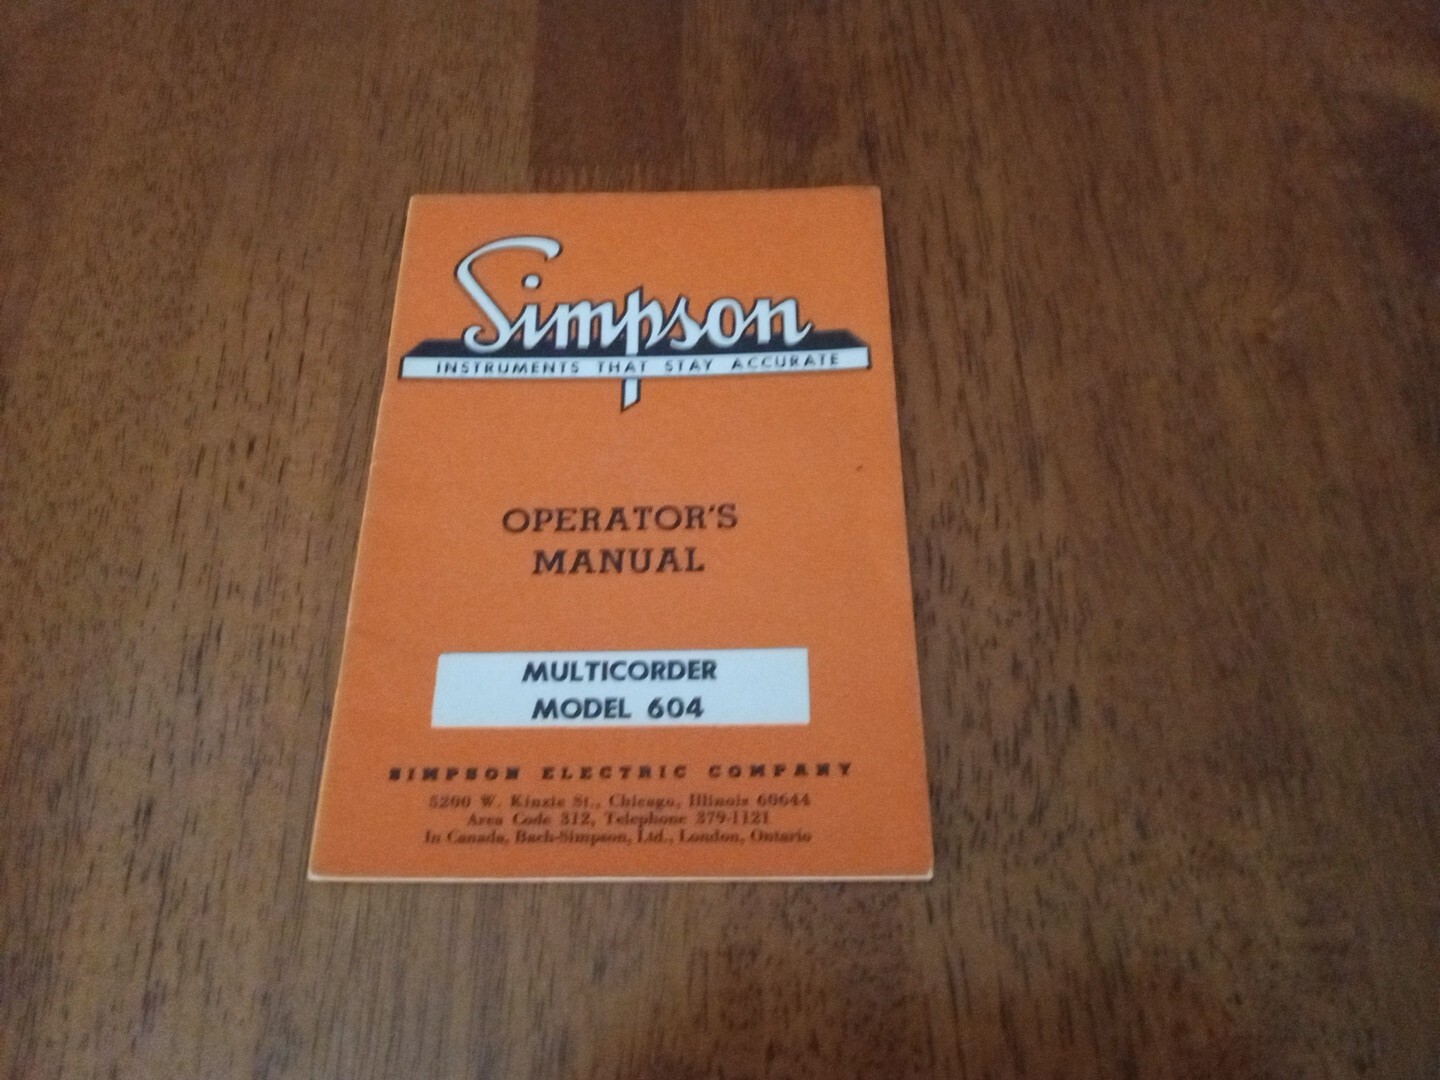 Simpson
INSTRUMENTS THAT STAY ACCURATE
OPERATOR'S
MANUAL
MULTICORDER
MODEL 604
SIMPSON ELECTRIC COMPANY
5200 W. Kinzie St., Chicago, Illinois 60644
Area Code 312, Telephone 379-1121
In Canada, Bach-Simpson, Ltd., London, Ontario